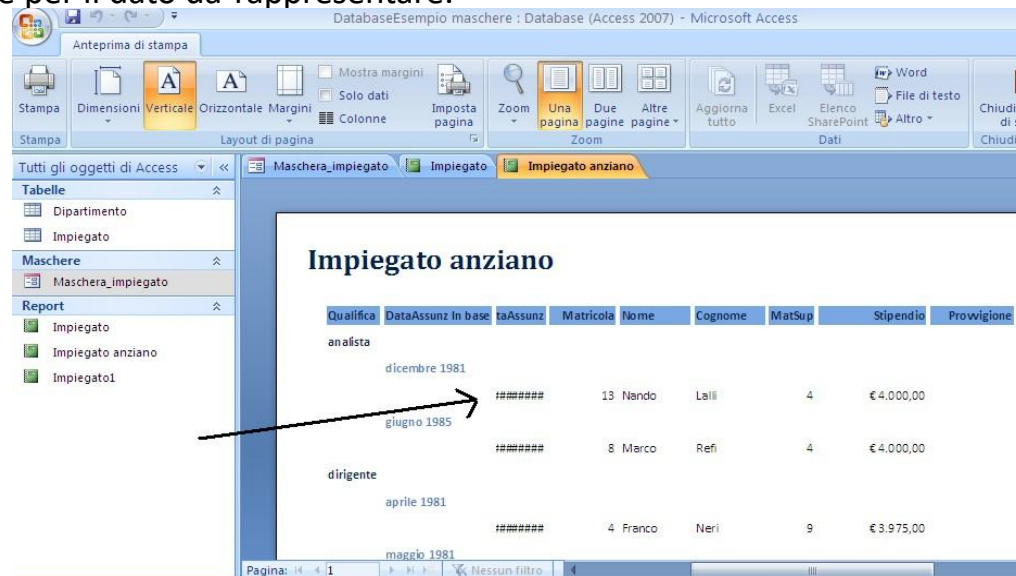 e per il dato da rappresentare.
DatabaseEsempio maschere : Database (Access 2007) - Microsoft Access
Anteprima di stampa
Stampa
Dimensioni
Verticale
Orizzontale
Margini
Mostra margini
Solo dati
Colonne
Imposta pagina
Zoom
Una pagina
Due pagine
Altre pagine
Aggiorna tutto
Excel
Elenco SharePoint
Word
File di testo
Altro
Chiudi
di s
Stampa
Layout di pagina
Zoom
Dati
Chiudi
Tutti gli oggetti di Access
Maschera_impiegato
Impiegato
Impiegato anziano
Tabelle
Dipartimento
Impiegato
Maschere
Maschera_impiegato
Report
Impiegato
Impiegato anziano
Impiegato1
Impiegato anziano
Qualifica DataAssunz In base taAssunz Matricola Nome Cognome MatSup Stipendio Provvigione
analista
dicembre 1981
######## 13 Nando Lalli 4 € 4.000,00
giugno 1985
######## 8 Marco Refi 4 € 4.000,00
dirigente
aprile 1981
######## 4 Franco Neri 9 € 3.975,00
maggio 1981
Pagina: 1 Nessun filtro